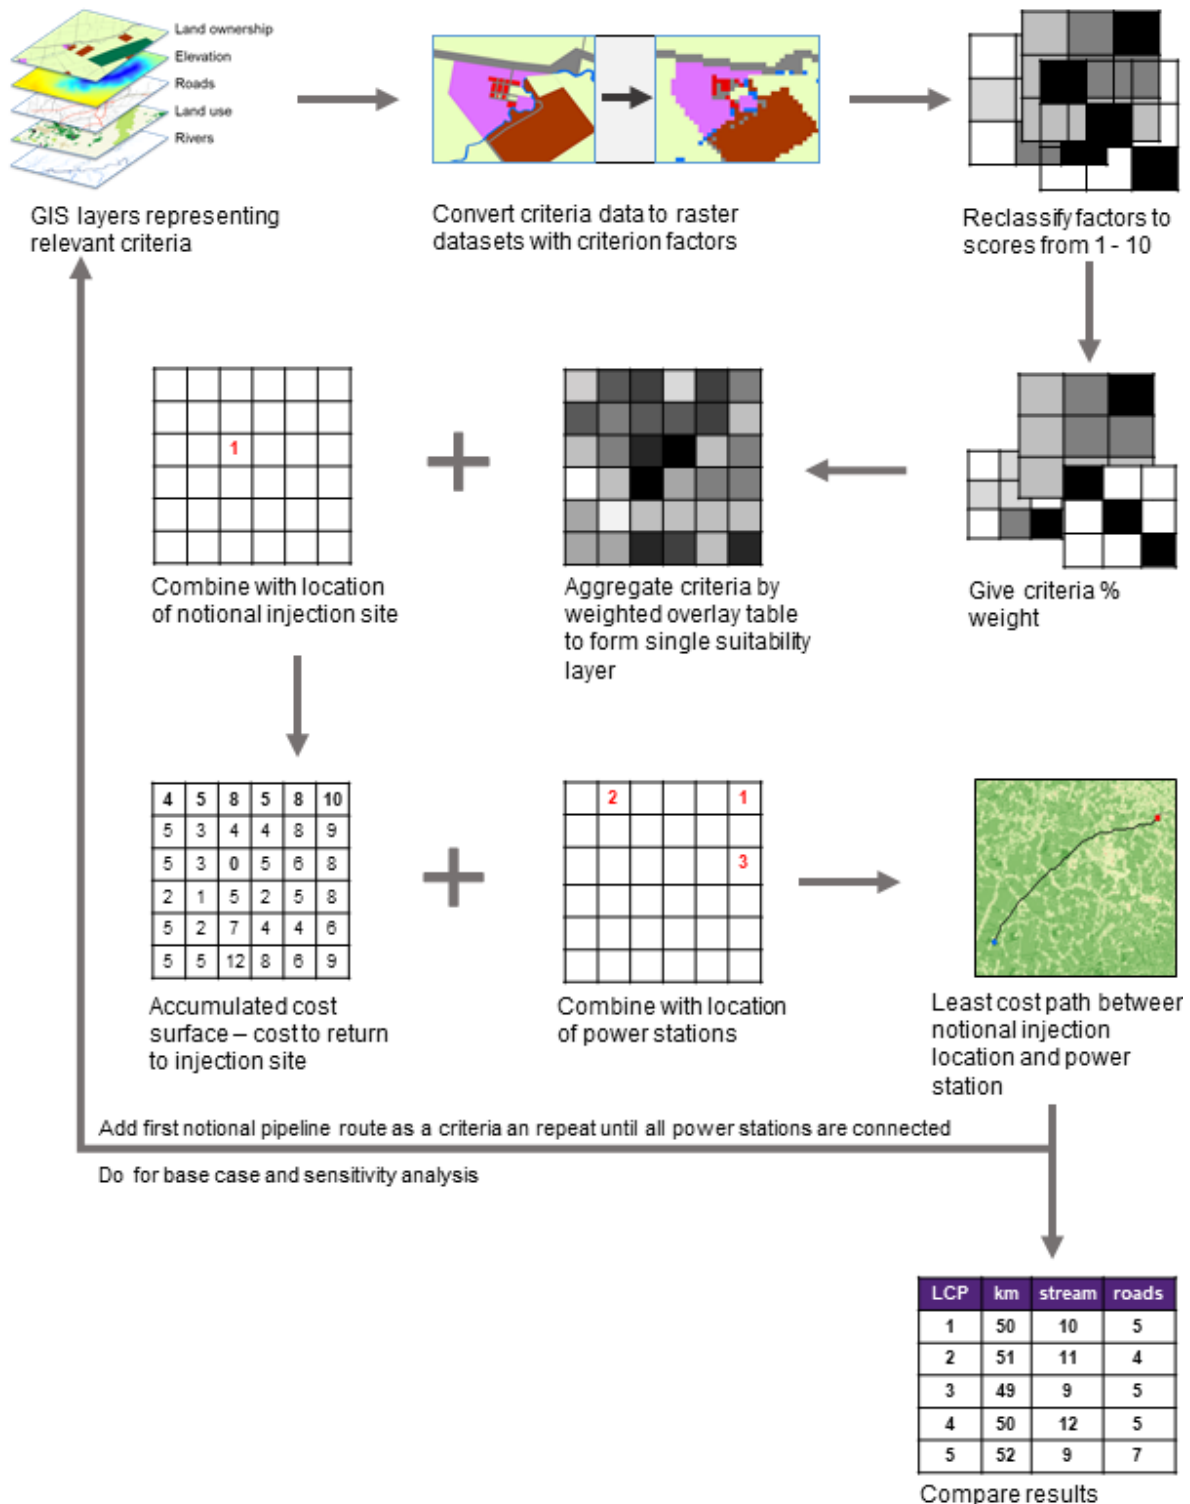 Land ownership
Elevation
Roads
Land use
Rivers
GIS layers representing
relevant criteria
Convert criteria data to raster
datasets with criterion factors
Reclassify factors to
scores from 1 - 10
1
Combine with location
of notional injection site
Aggregate criteria by
weighted overlay table
to form single suitability
layer
Give criteria %
weight
4 5 8 5 8 10
5 3 4 4 8 9
5 3 0 5 6 8
2 1 5 2 5 8
5 2 7 4 4 6
5 5 12 8 6 9
Accumulated cost
surface – cost to return
to injection site
2 1
3
Combine with location
of power stations
Least cost path between
notional injection
location and power
station
Add first notional pipeline route as a criteria an repeat until all power stations are connected
Do for base case and sensitivity analysis
LCP km stream roads
1 50 10 5
2 51 11 4
3 49 9 5
4 50 12 5
5 52 9 7
Compare results